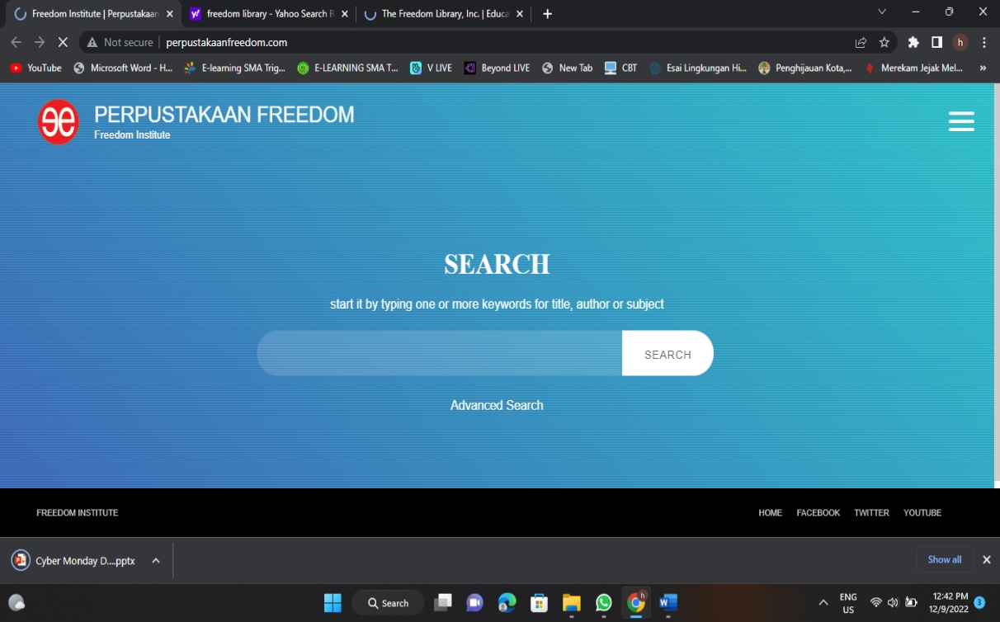 Freedom Institute | Perpustakaan
freedom library - Yahoo Search R
The Freedom Library, Inc. | Educa
Not secure
perpustakaanfreedom.com
h
YouTube
Microsoft Word - H...
E-learning SMA Trig...
E-LEARNING SMA T...
V LIVE
Beyond LIVE
New Tab
CBT
Esai Lingkungan Hi...
Penghijauan Kota,...
Merekam Jejak Mel...
»
PERPUSTAKAAN FREEDOM
Freedom Institute
SEARCH
start it by typing one or more keywords for title, author or subject
SEARCH
Advanced Search
FREEDOM INSTITUTE
HOME
FACEBOOK
TWITTER
YOUTUBE
Cyber Monday D....pptx
Show all
Search
ENG
US
12:42 PM
12/9/2022
3